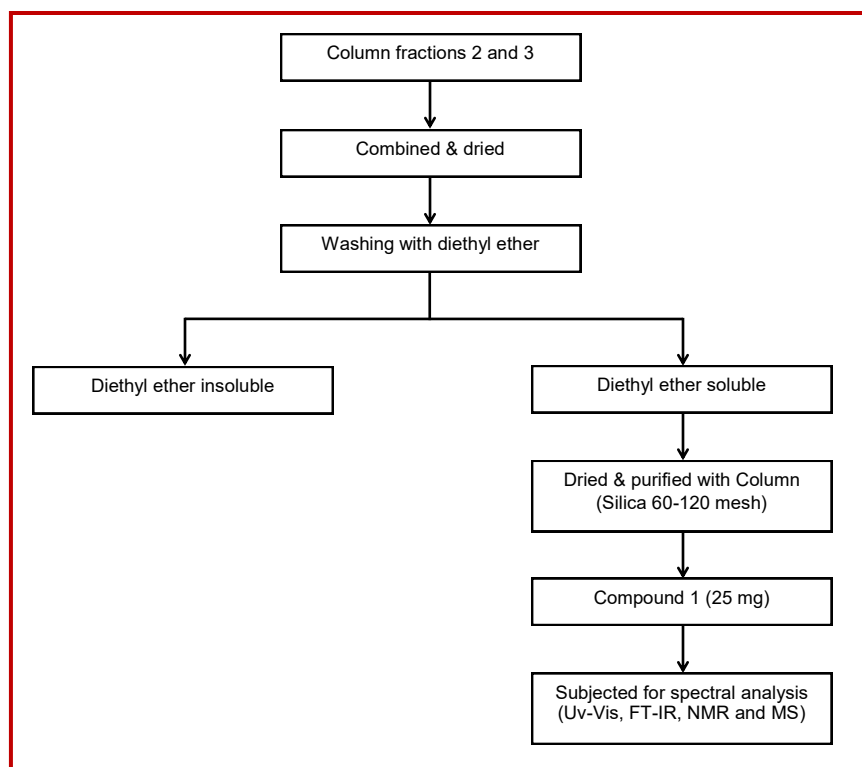 Column fractions 2 and 3
Combined & dried
Washing with diethyl ether
Diethyl ether insoluble
Diethyl ether soluble
Dried & purified with Column
(Silica 60-120 mesh)
Compound 1 (25 mg)
Subjected for spectral analysis
(Uv-Vis, FT-IR, NMR and MS)